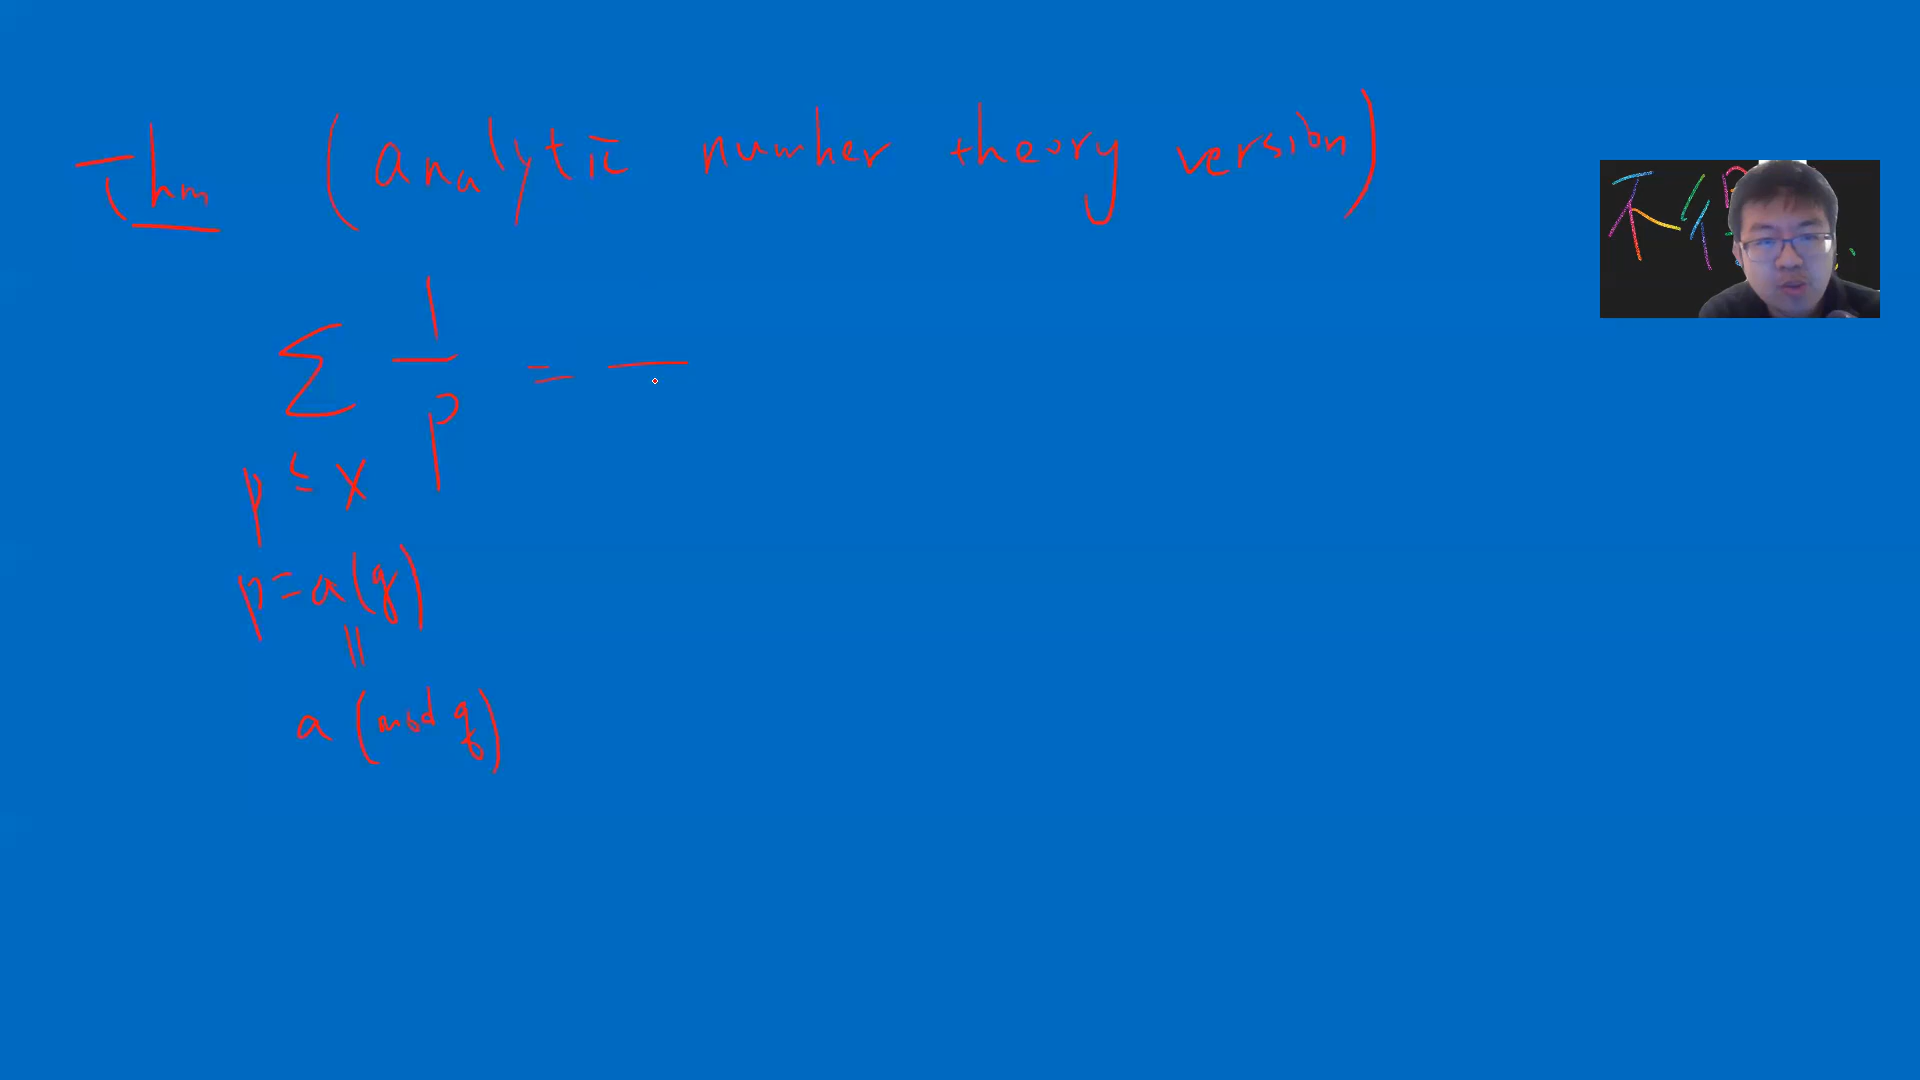 Thm (analytic number theory version)
∑ 1/p =
p ≤ x
p = a (q)
||
a (mod q)